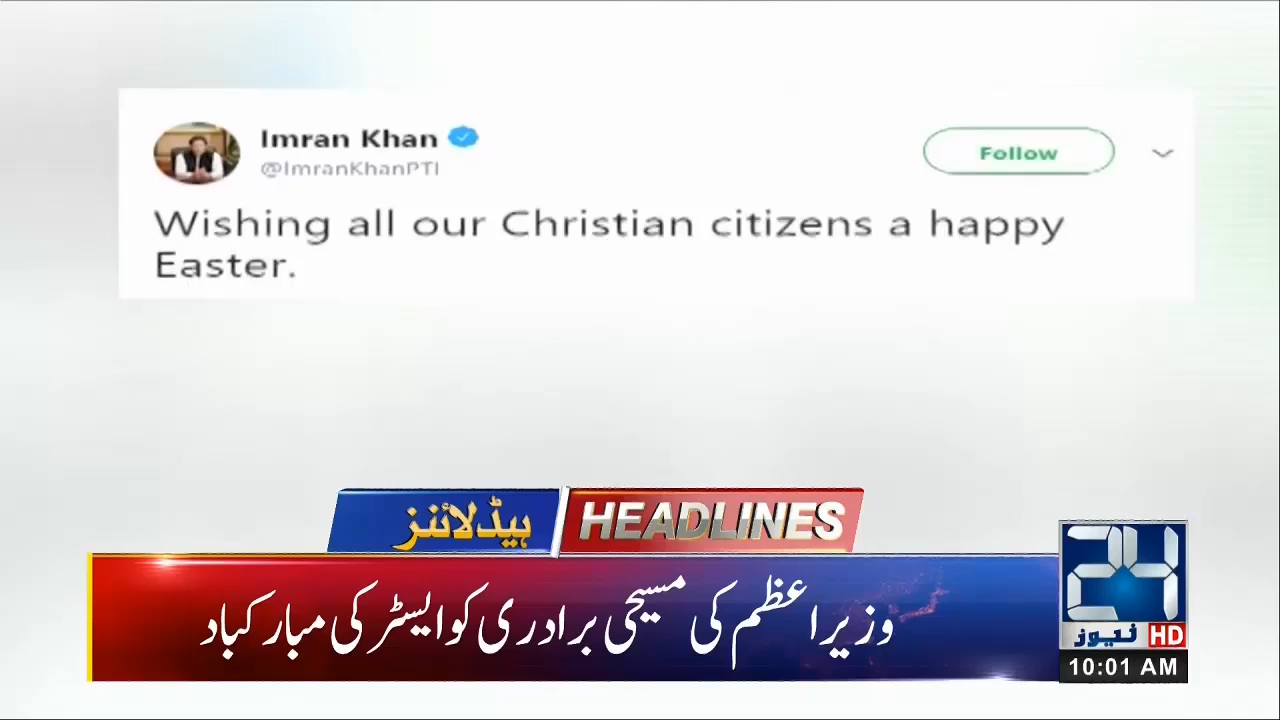 Imran Khan
@ImranKhanPTI
Follow
Wishing all our Christian citizens a happy
Easter.
ہیڈلائنز
HEADLINES
وزیراعظم کی مسیحی برادری کو ایسٹر کی مبارکباد
24
نیوز HD
10:01 AM